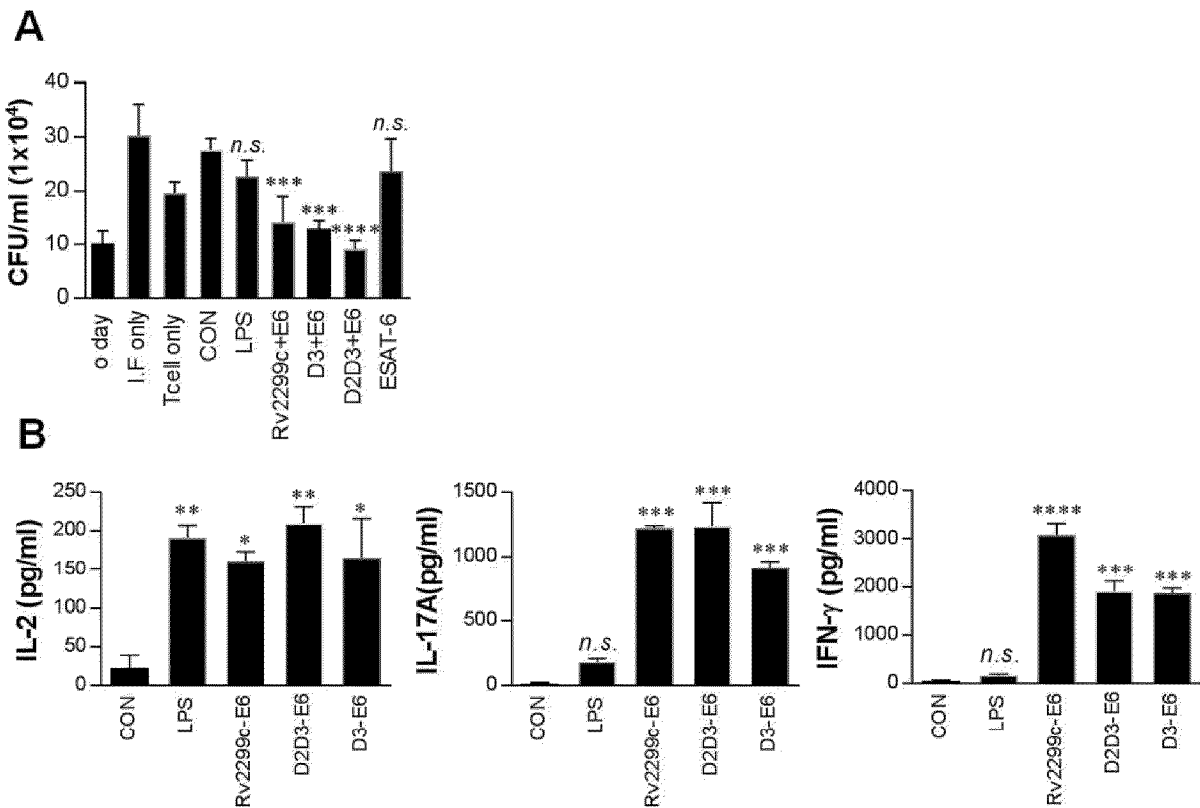 A
CFU/ml (1x10⁴)
40
30
20
10
0
n.s.
***
***
****
n.s.
o day
I.F only
Tcell only
CON
LPS
Rv2299c+E6
D3+E6
D2D3+E6
ESAT-6
B
IL-2 (pg/ml)
250
200
150
100
50
0
**
*
**
*
CON
LPS
Rv2299c-E6
D2D3-E6
D3-E6
IL-17A(pg/ml)
1500
1000
500
0
n.s.
***
***
***
CON
LPS
Rv2299c-E6
D2D3-E6
D3-E6
IFN-γ (pg/ml)
4000
3000
2000
1000
0
n.s.
****
***
***
CON
LPS
Rv2299c-E6
D2D3-E6
D3-E6